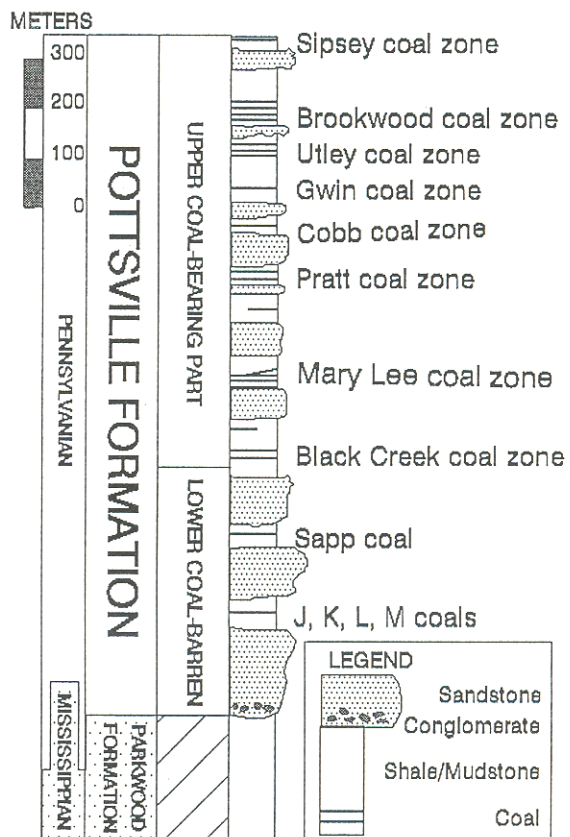 METERS
300
200
100
0
PENNSYLVANIAN
MISSISSIPPIAN
POTTSVILLE FORMATION
PARKWOOD
FORMATION
UPPER COAL-BEARING PART
LOWER COAL-BARREN
Sipsey coal zone
Brookwood coal zone
Utley coal zone
Gwin coal zone
Cobb coal zone
Pratt coal zone
Mary Lee coal zone
Black Creek coal zone
Sapp coal
J, K, L, M coals
LEGEND
Sandstone
Conglomerate
Shale/Mudstone
Coal